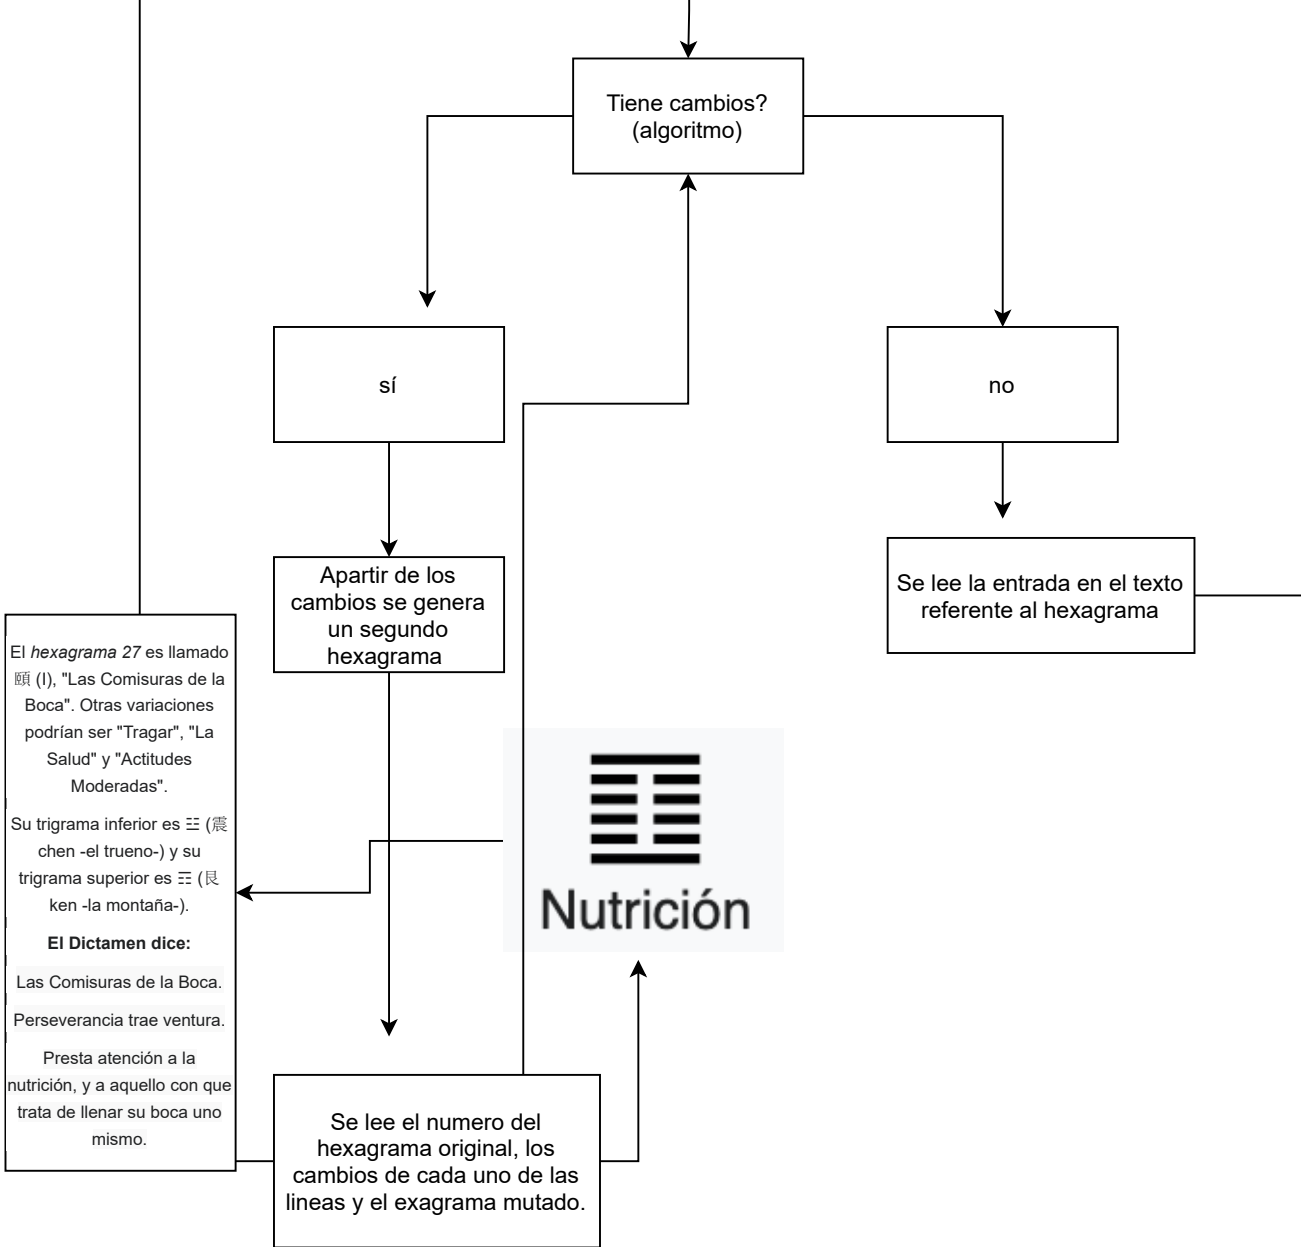 Tiene cambios?
(algoritmo)
sí
no
Apartir de los
cambios se genera
un segundo
hexagrama
Se lee la entrada en el texto
referente al hexagrama
El hexagrama 27 es llamado
頤 (I), "Las Comisuras de la
Boca". Otras variaciones
podrían ser "Tragar", "La
Salud" y "Actitudes
Moderadas".
Su trigrama inferior es ☳ (震
chen -el trueno-) y su
trigrama superior es ☶ (艮
ken -la montaña-).
El Dictamen dice:
Las Comisuras de la Boca.
Perseverancia trae ventura.
Presta atención a la
nutrición, y a aquello con que
trata de llenar su boca uno
mismo.
Nutrición
Se lee el numero del
hexagrama original, los
cambios de cada uno de las
lineas y el exagrama mutado.